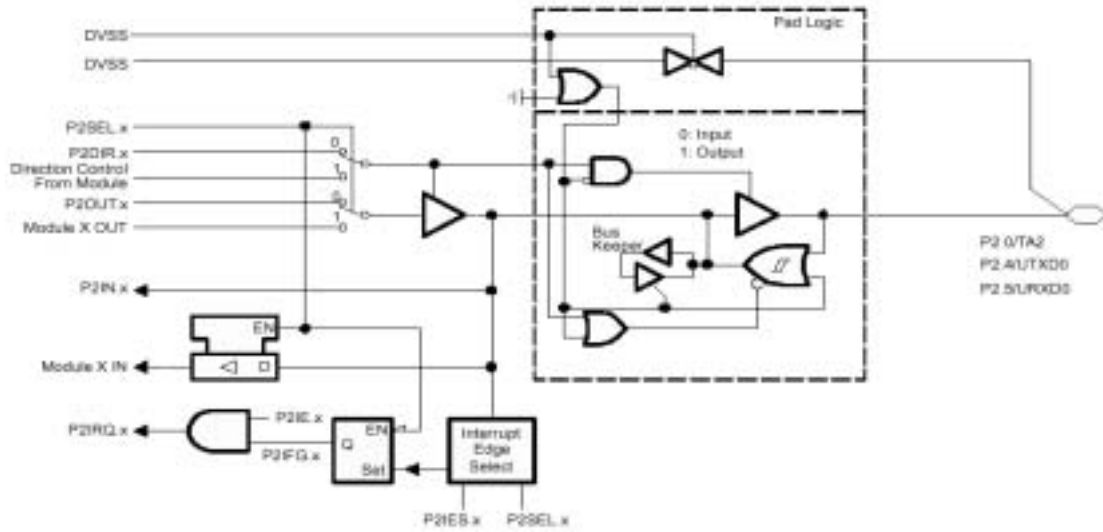 Pad Logic
DVSS
DVSS
P2SEL.x
0: Input
1: Output
P2DIR.x
0
Direction Control
From Module
1
P2OUT.x
0
Module X OUT
1
Bus
Keeper
P2.0/TA2
P2.4/UTXD0
P2.5/URXD0
P2IN.x
EN
Module X IN
D
P2IRQ.x
P2IE.x
P2IFG.x
EN
Q
Set
Interrupt
Edge
Select
P2IES.x
P2SEL.x